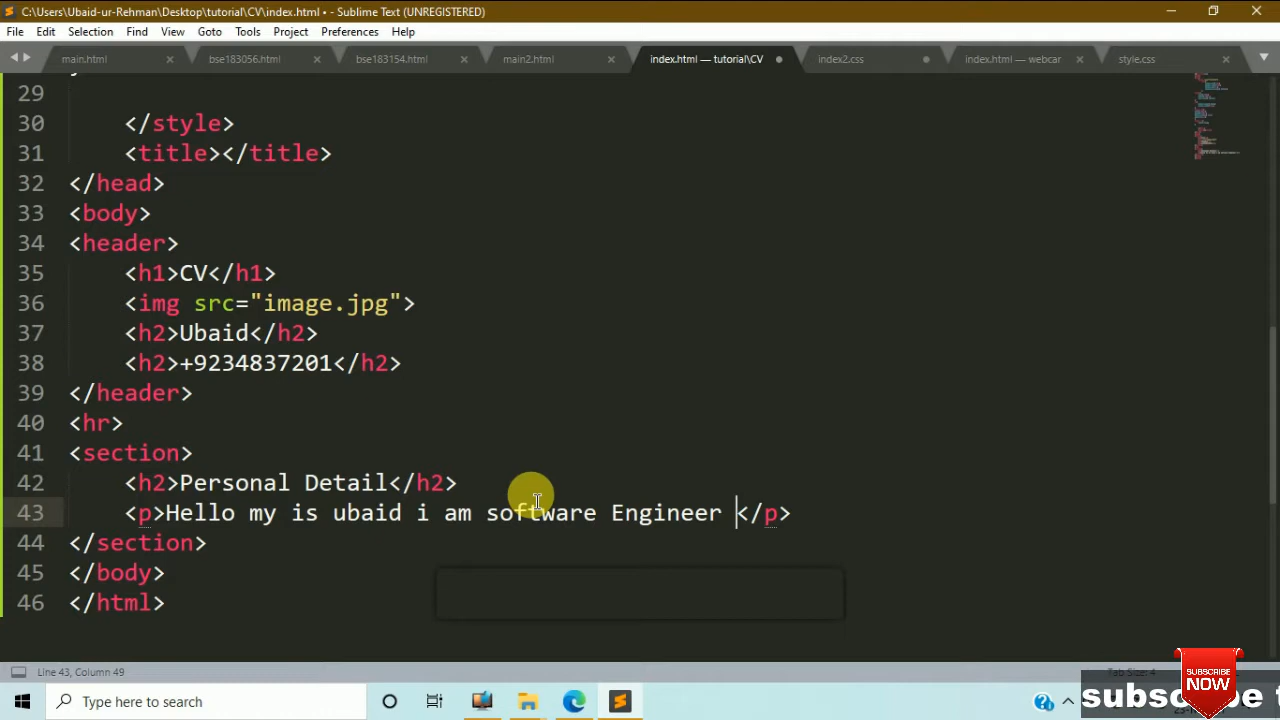 C:\Users\Ubaid-ur-Rehman\Desktop\tutorial\CV\index.html • - Sublime Text (UNREGISTERED)
File Edit Selection Find View Goto Tools Project Preferences Help
main.html bse183056.html bse183154.html main2.html index.html — tutorial\CV index2.css index.html — webcar style.css
29
30 </style>
31 <title></title>
32 </head>
33 <body>
34 <header>
35 <h1>CV</h1>
36 <img src="image.jpg">
37 <h2>Ubaid</h2>
38 <h2>+9234837201</h2>
39 </header>
40 <hr>
41 <section>
42 <h2>Personal Detail</h2>
43 <p>Hello my is ubaid i am software Engineer </p>
44 </section>
45 </body>
46 </html>
Line 43, Column 49
Tab Size: 4
SUBSCRIBE
NOW
Type here to search
subscribe